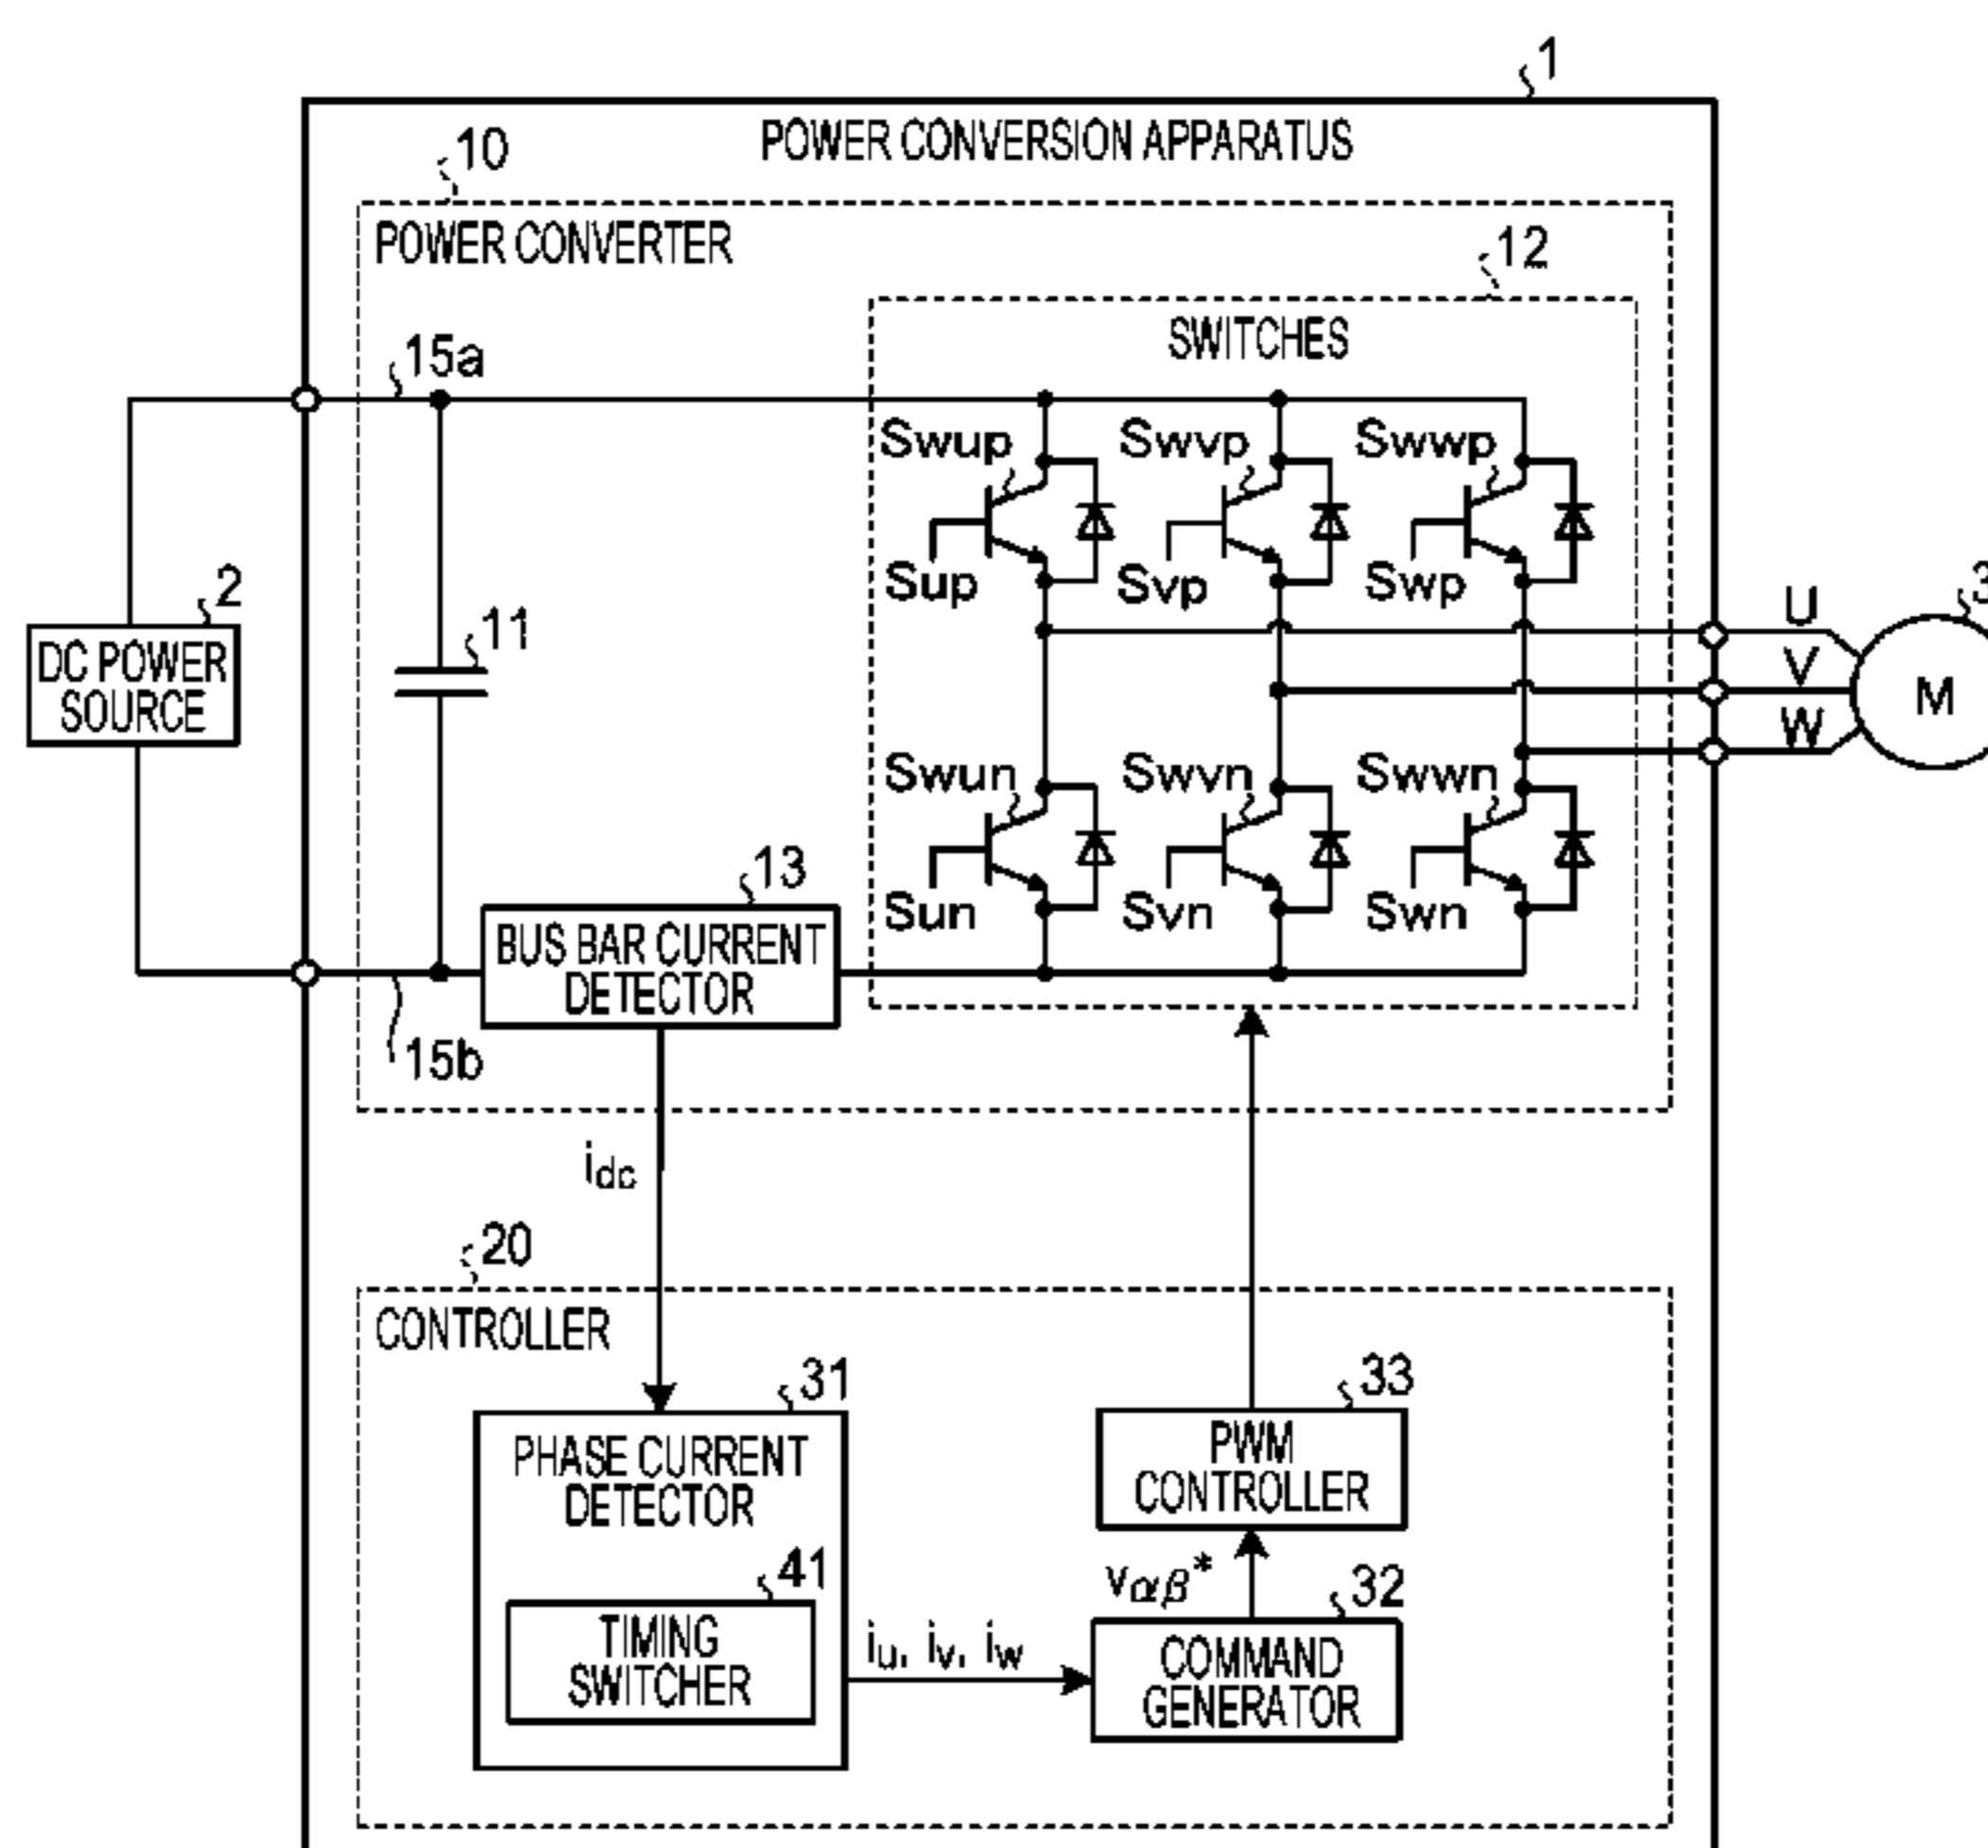 1
POWER CONVERSION APPARATUS
10
POWER CONVERTER
12
SWITCHES
15a
Swup Swvp Swwp
Sup Svp Swp
2
DC POWER
SOURCE
11
U
V
W
3
M
Swun Swvn Swwn
Sun Svn Swn
13
BUS BAR CURRENT
DETECTOR
15b
idc
20
CONTROLLER
31
PHASE CURRENT
DETECTOR
41
TIMING
SWITCHER
iu, iv, iw
33
PWM
CONTROLLER
vαβ*
32
COMMAND
GENERATOR